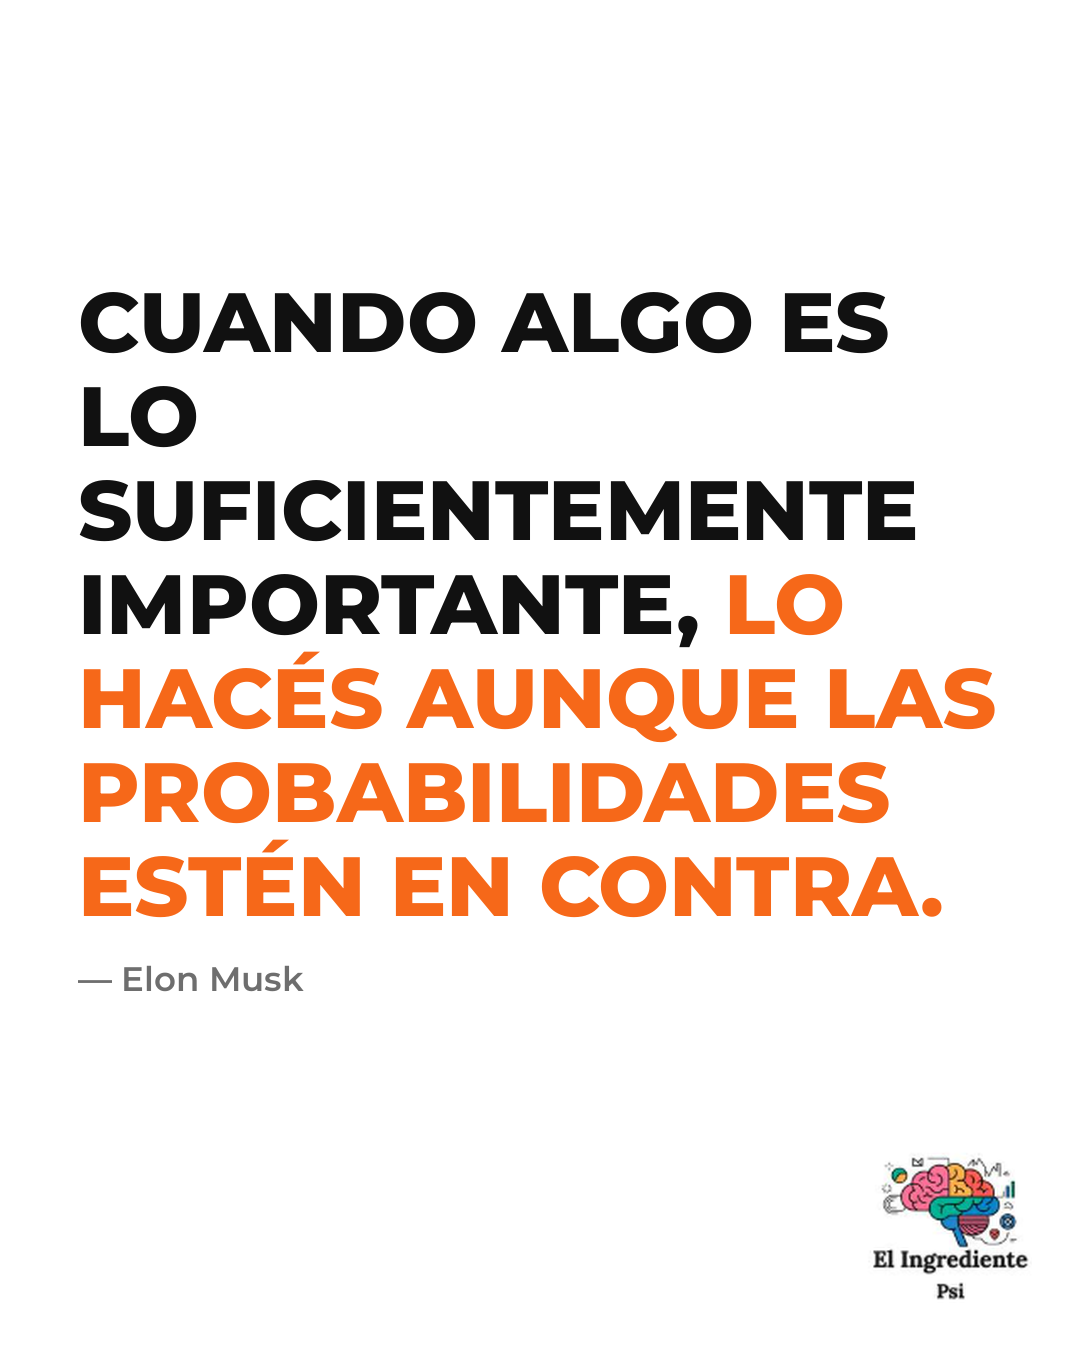 CUANDO ALGO ES
LO
SUFICIENTEMENTE
IMPORTANTE, LO
HACÉS AUNQUE LAS
PROBABILIDADES
ESTÉN EN CONTRA.
— Elon Musk
El Ingrediente
Psi